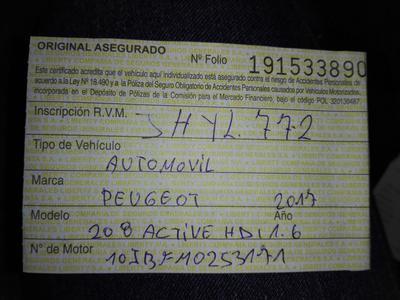 ORIGINAL ASEGURADO
Nº Folio 191533890
Este certificado acredita que el vehículo aquí individualizado está asegurado contra el riesgo de Accidentes Personales de
acuerdo a la Ley Nº 18.490 y a la Póliza del Seguro Obligatorio de Accidentes Personales causados por Vehículos Motorizados,
incorporada en el Depósito de Pólizas de la Comisión para el Mercado Financiero, bajo el código POL 320130487.
Inscripción R.V.M. JHYL.772
Tipo de Vehículo
AUTOMOVIL
Marca
PEUGEOT 2017
Modelo Año
208 ACTIVE HDI 1.6
N° de Motor